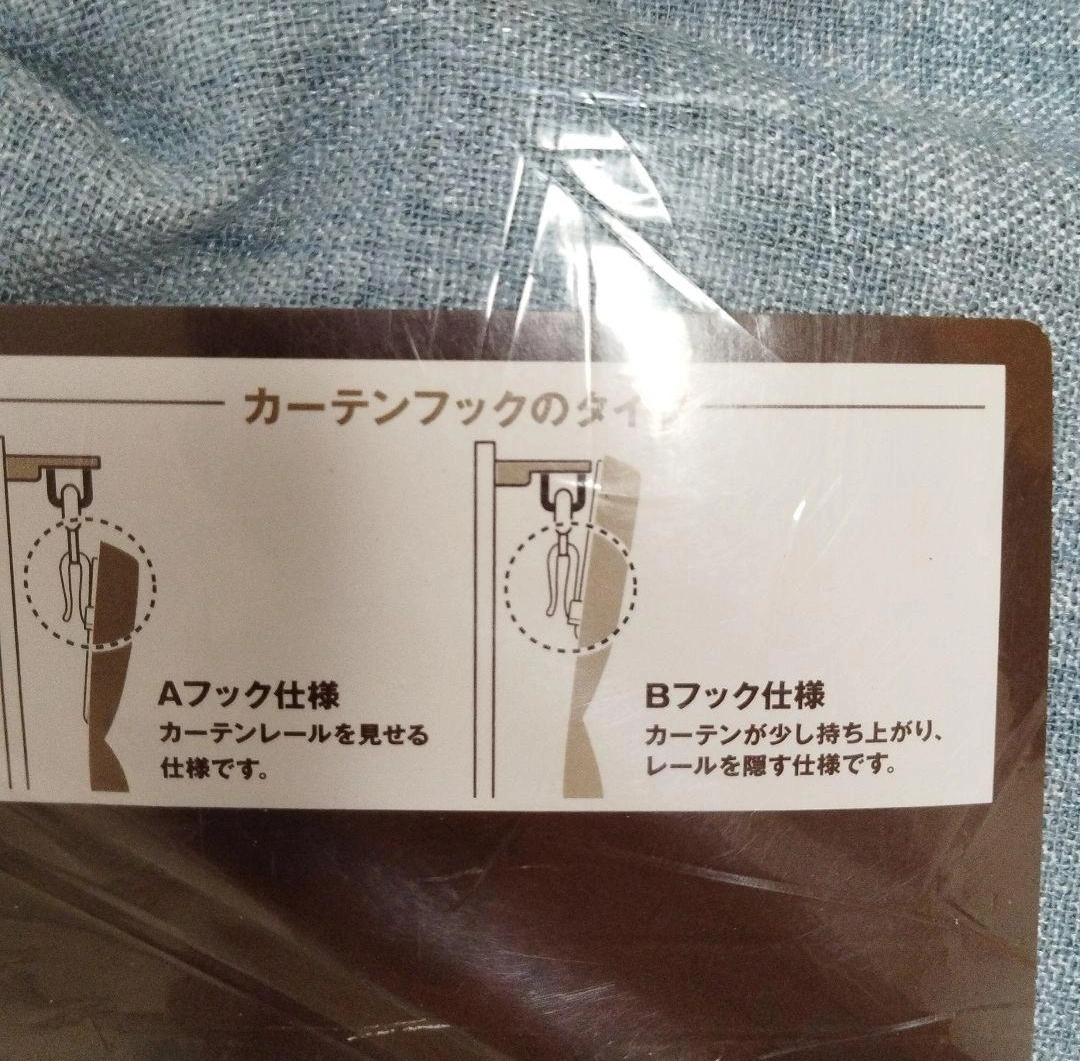 カーテンフックのタイ
Aフック仕様
カーテンレールを見せる
仕様です。
Bフック仕様
カーテンが少し持ち上がり、
レールを隠す仕様です。